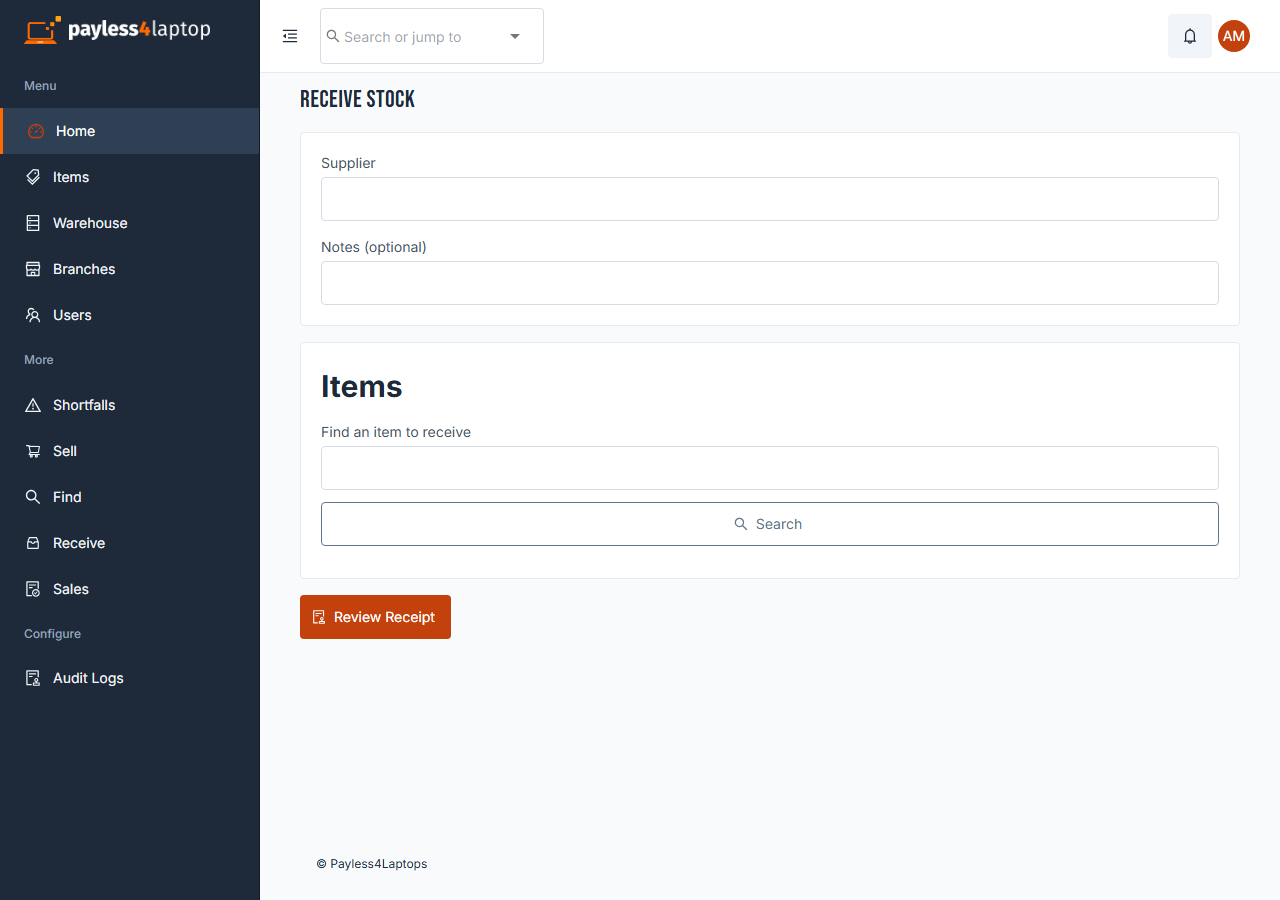 payless4laptop
Search or jump to
AM
Menu
Home
Items
Warehouse
Branches
Users
More
Shortfalls
Sell
Find
Receive
Sales
Configure
Audit Logs
RECEIVE STOCK
Supplier
Notes (optional)
Items
Find an item to receive
Search
Review Receipt
© Payless4Laptops